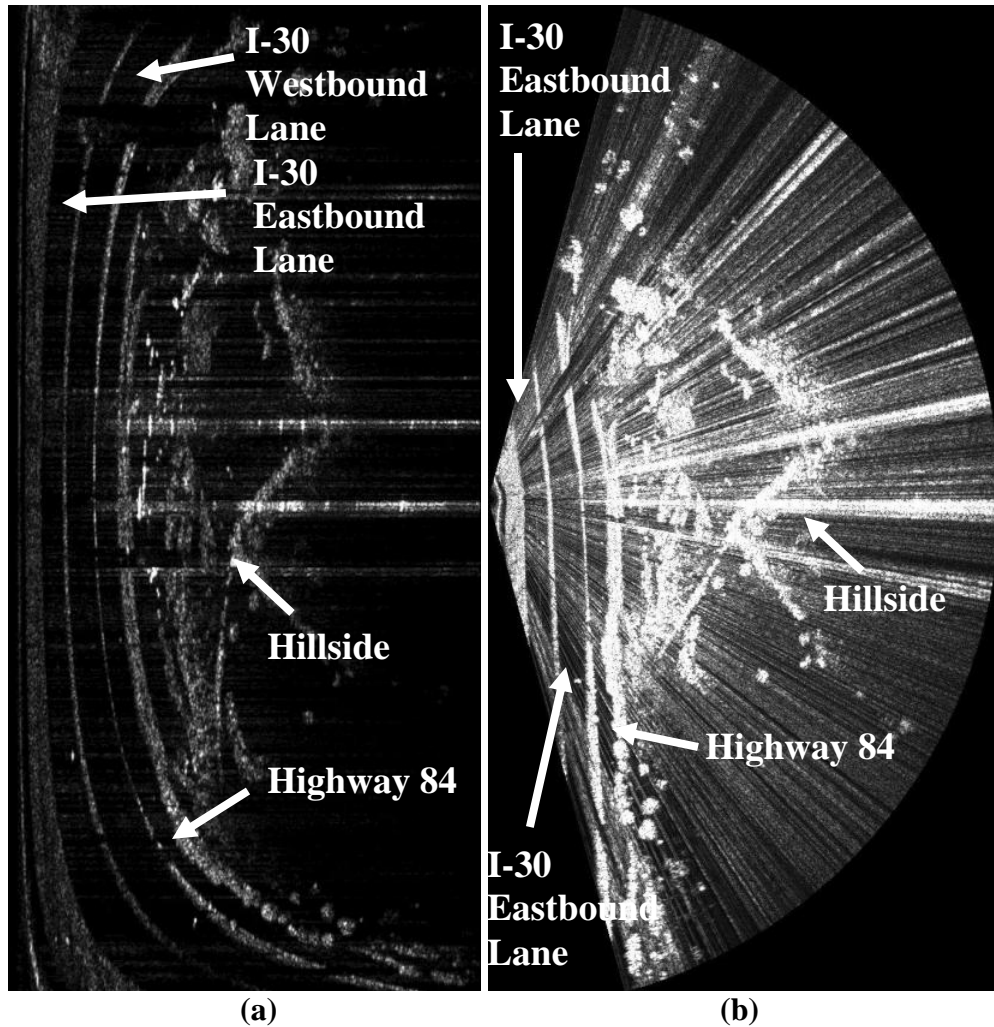 I-30
Westbound
Lane
I-30
Eastbound
Lane
Hillside
Highway 84
(a)
I-30
Eastbound
Lane
Hillside
Highway 84
I-30
Eastbound
Lane
(b)